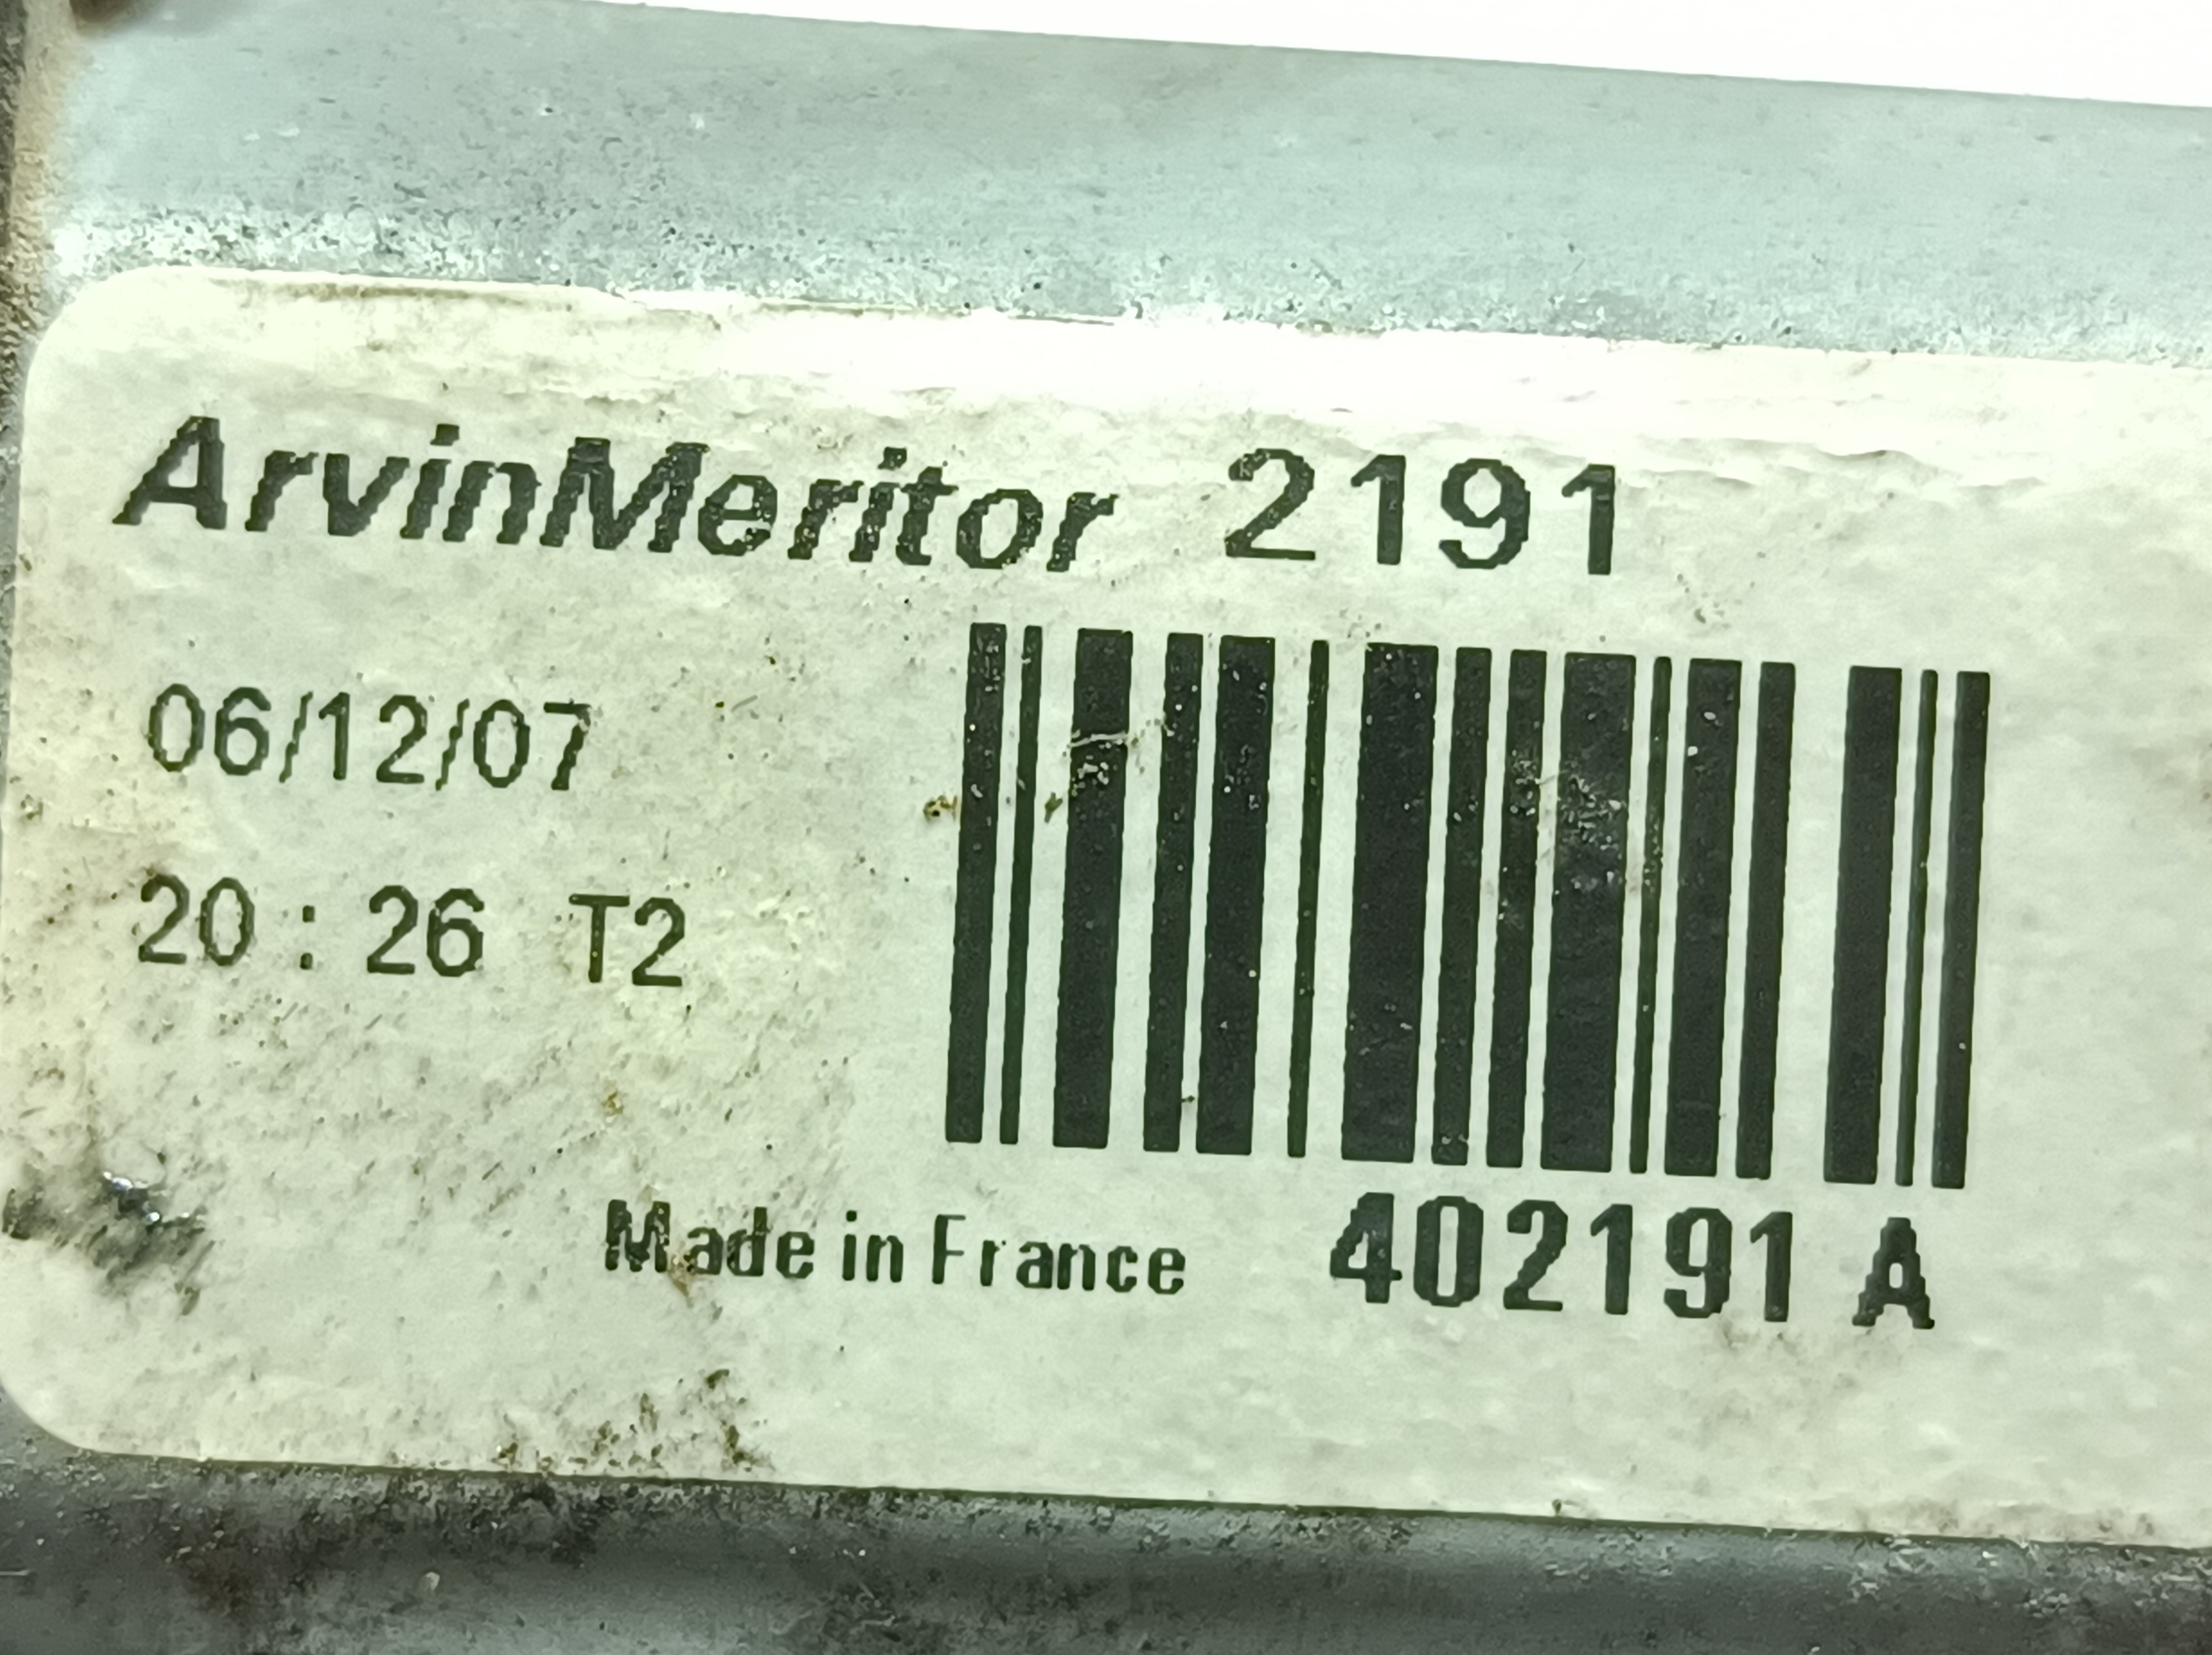 ArvinMeritor 2191
06/12/07
20 : 26 T2
Made in France 402191 A